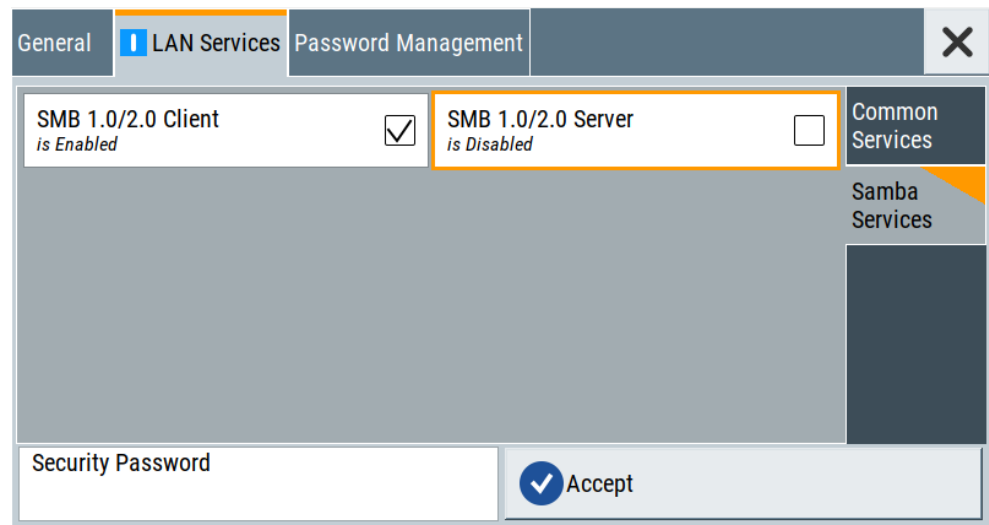 General
LAN Services
Password Management
SMB 1.0/2.0 Client
is Enabled
SMB 1.0/2.0 Server
is Disabled
Common
Services
Samba
Services
Security Password
Accept